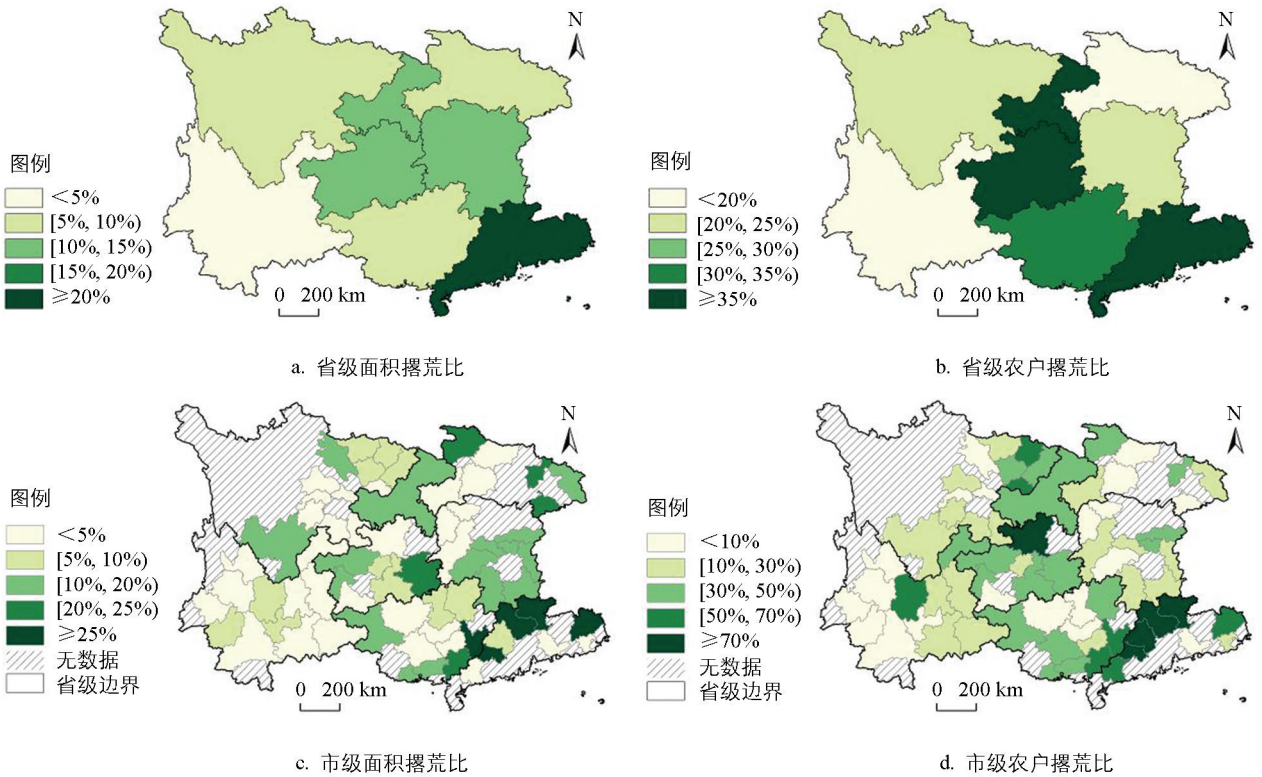 N
图例
<5%
[5%, 10%)
[10%, 15%)
[15%, 20%)
≥20%
0 200 km
a. 省级面积撂荒比
N
图例
<20%
[20%, 25%)
[25%, 30%)
[30%, 35%)
≥35%
0 200 km
b. 省级农户撂荒比
N
图例
<5%
[5%, 10%)
[10%, 20%)
[20%, 25%)
≥25%
无数据
省级边界
0 200 km
c. 市级面积撂荒比
N
图例
<10%
[10%, 30%)
[30%, 50%)
[50%, 70%)
≥70%
无数据
省级边界
0 200 km
d. 市级农户撂荒比